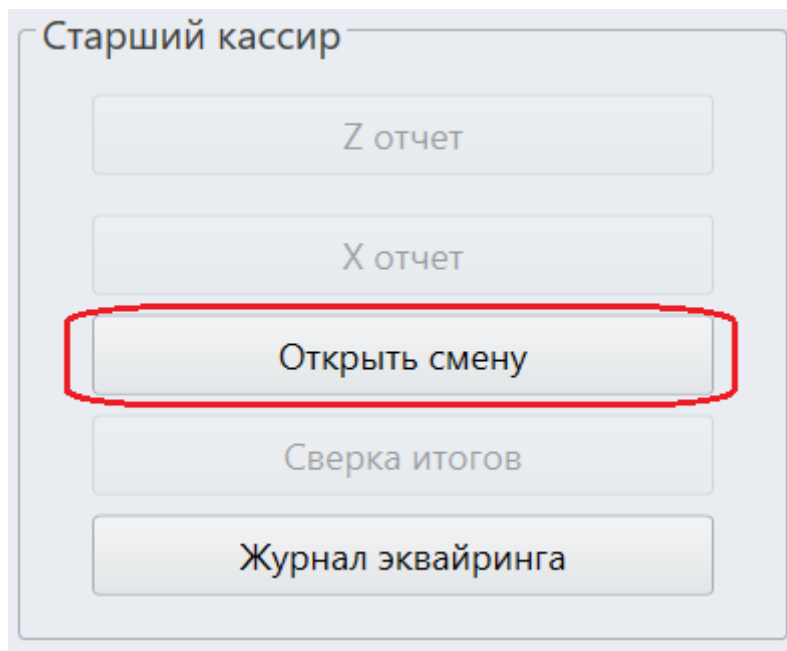 Старший кассир
Z отчет
X отчет
Открыть смену
Сверка итогов
Журнал эквайринга